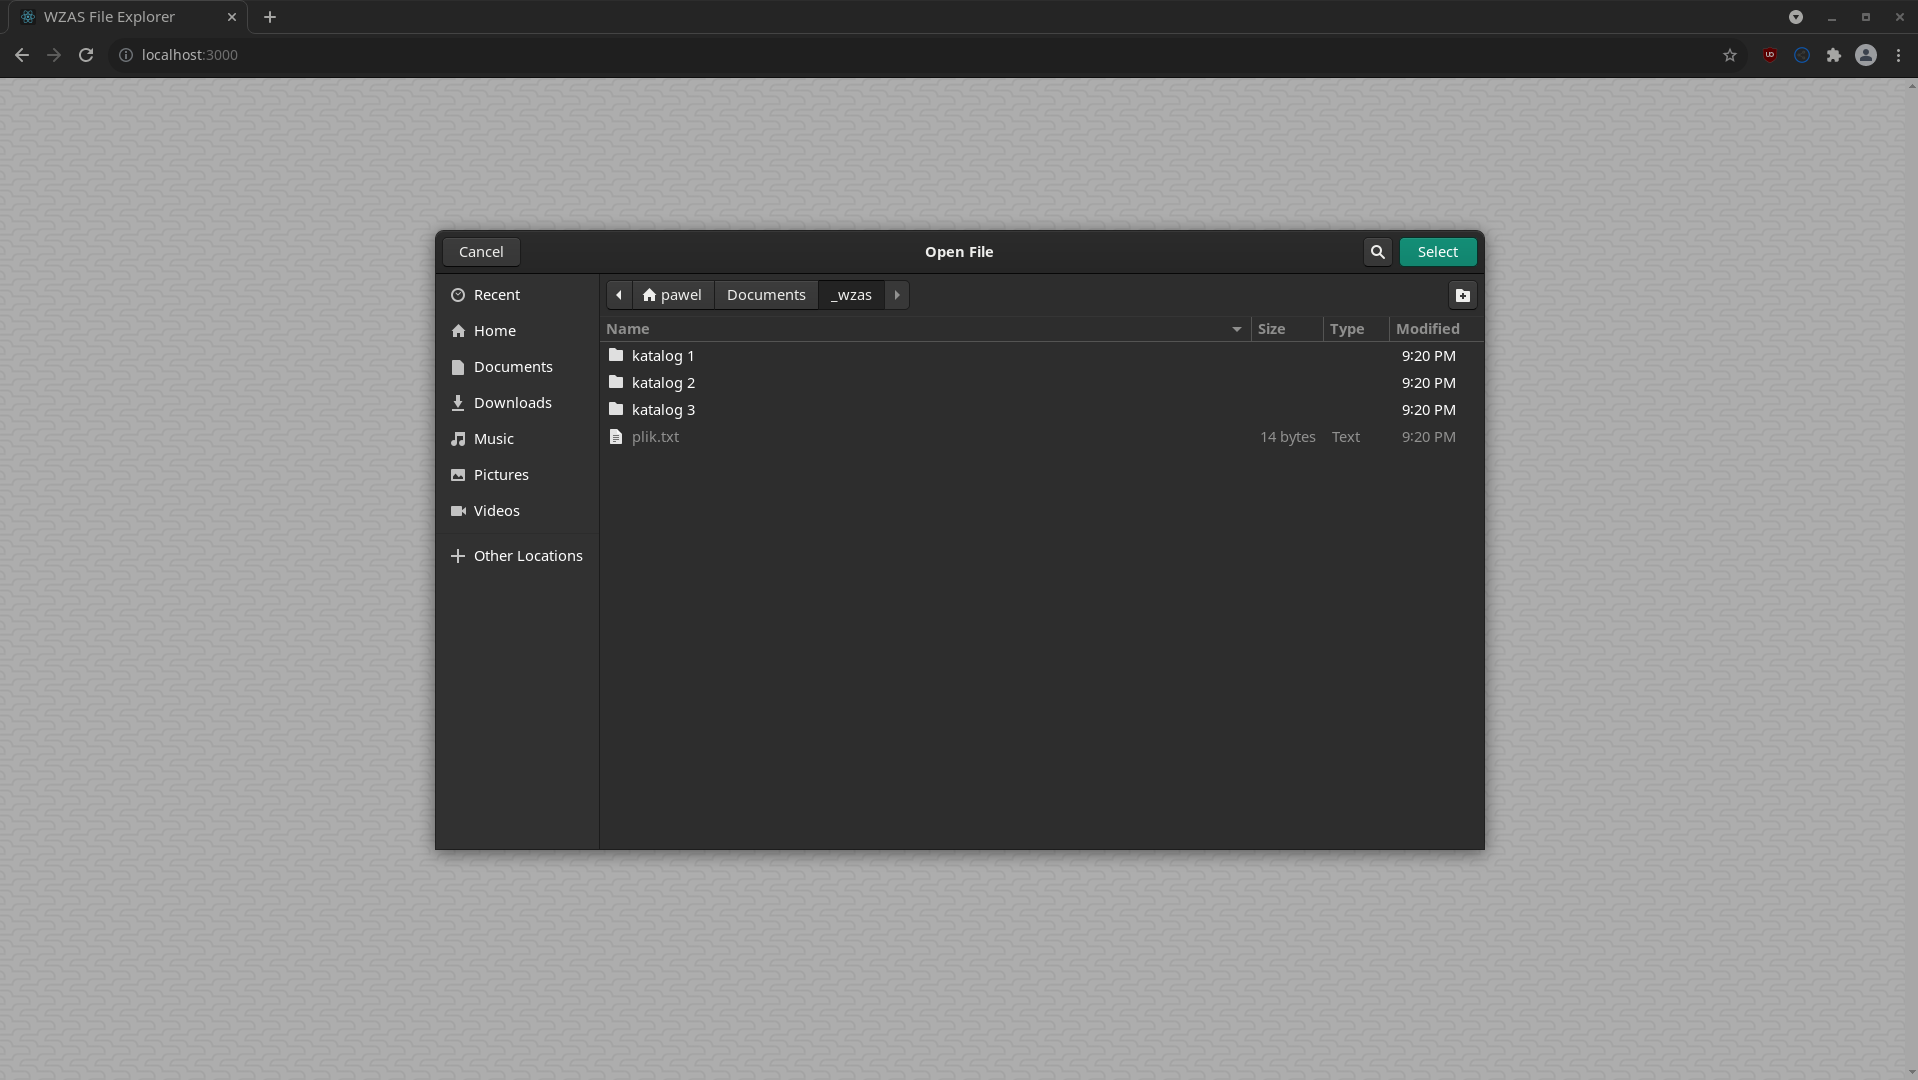 WZAS File Explorer
localhost:3000
Cancel
Open File
Select
Recent
Home
Documents
Downloads
Music
Pictures
Videos
Other Locations
pawel Documents _wzas
Name Size Type Modified
katalog 1 9:20 PM
katalog 2 9:20 PM
katalog 3 9:20 PM
plik.txt 14 bytes Text 9:20 PM